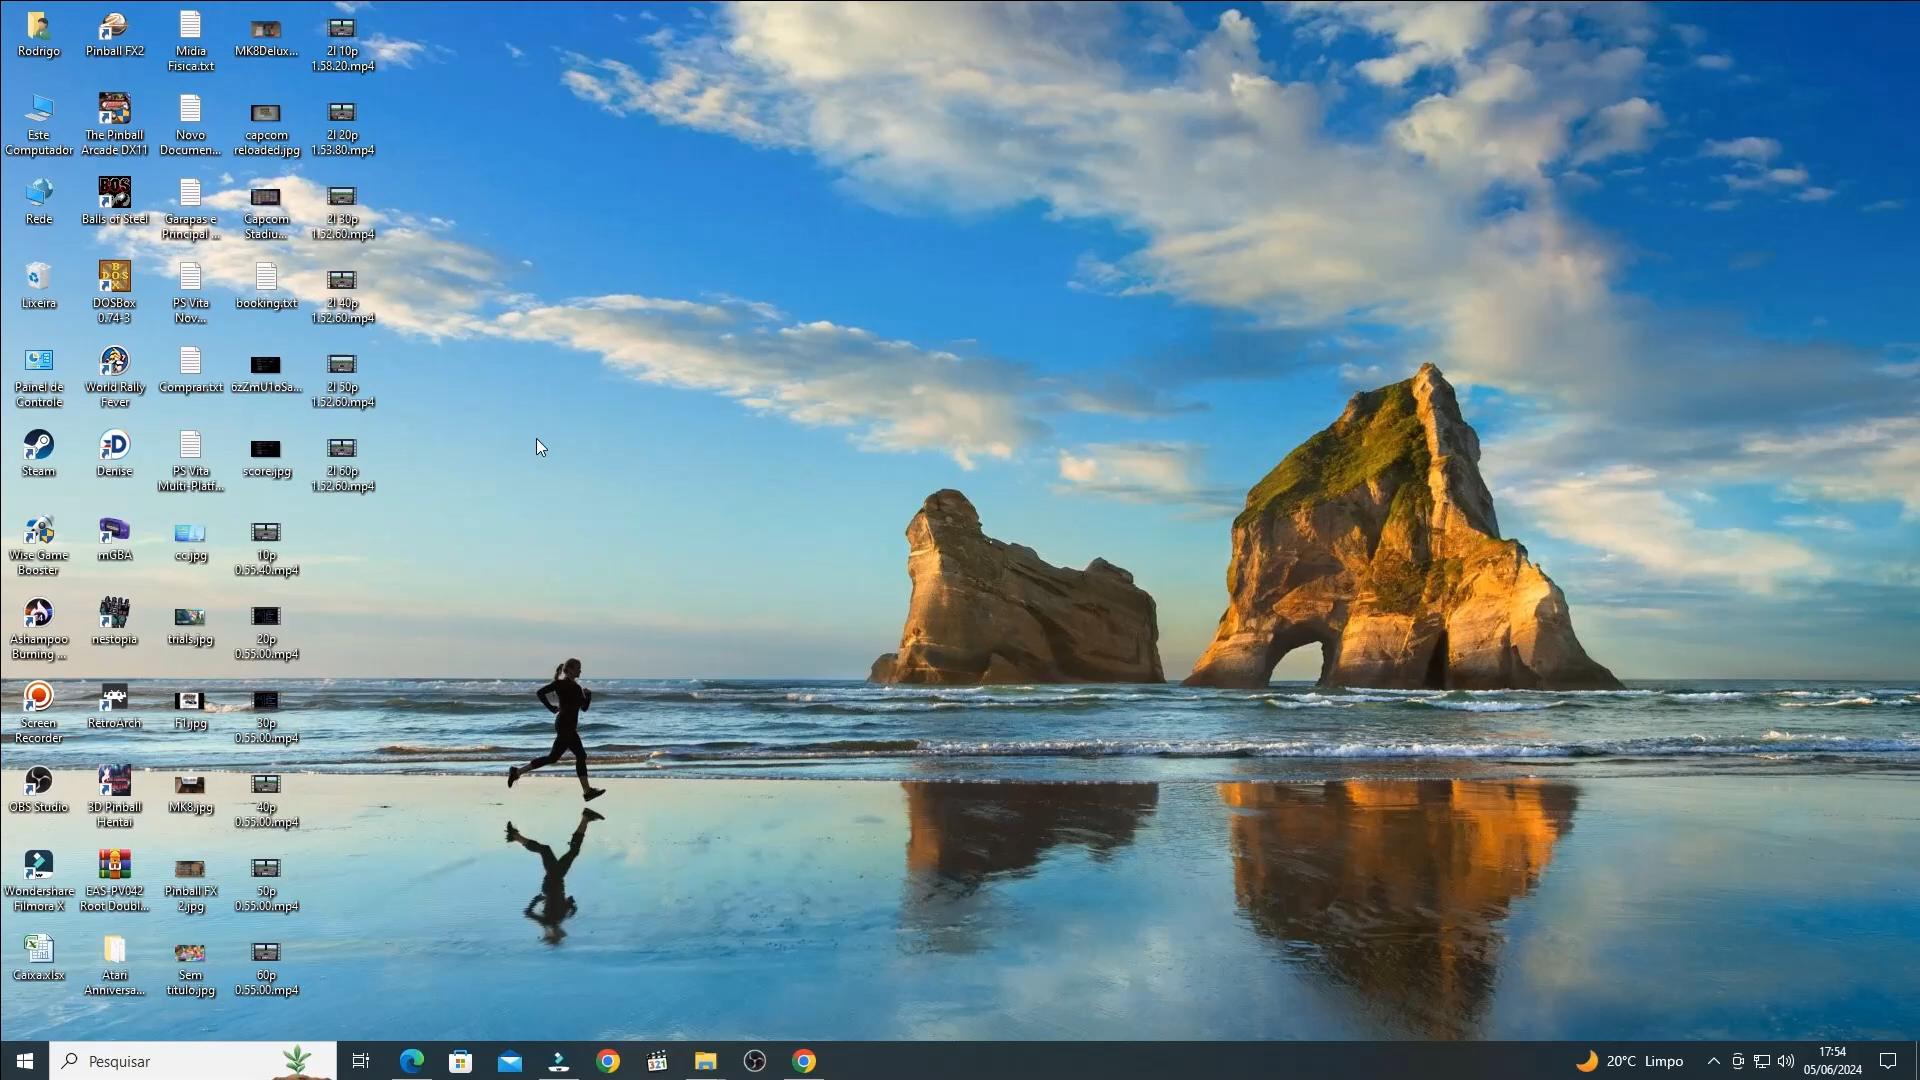 Rodrigo
Pinball FX2
Midia
Fisica.txt
MK8Delux...
2l 10p
1.58.20.mp4
Este
Computador
The Pinball
Arcade DX11
Novo
Documen...
capcom
reloaded.jpg
2l 20p
1.53.80.mp4
Rede
Balls of Steel
Garapas e
Principal ...
Capcom
Stadiu...
2l 30p
1.52.60.mp4
Lixeira
DOSBox
0.74-3
PS Vita
Nov...
booking.txt
2l 40p
1.52.60.mp4
Painel de
Controle
World Rally
Fever
Comprar.txt
6zZmU1oSa...
2l 50p
1.52.60.mp4
Steam
Denise
PS Vita
Multi-Platf...
score.jpg
2l 60p
1.52.60.mp4
Wise Game
Booster
mGBA
cc.jpg
10p
0.55.40.mp4
Ashampoo
Burning ...
nestopia
trials.jpg
20p
0.55.00.mp4
Screen
Recorder
RetroArch
F1.jpg
30p
0.55.00.mp4
OBS Studio
3D Pinball
Hentai
MK8.jpg
40p
0.55.00.mp4
Wondershare
Filmora X
EAS-PV042
Root Doubl...
Pinball FX
2.jpg
50p
0.55.00.mp4
Caixa.xlsx
Atari
Anniversa...
Sem
título.jpg
60p
0.55.00.mp4
Pesquisar
321
20°C Limpo
17:54
05/06/2024